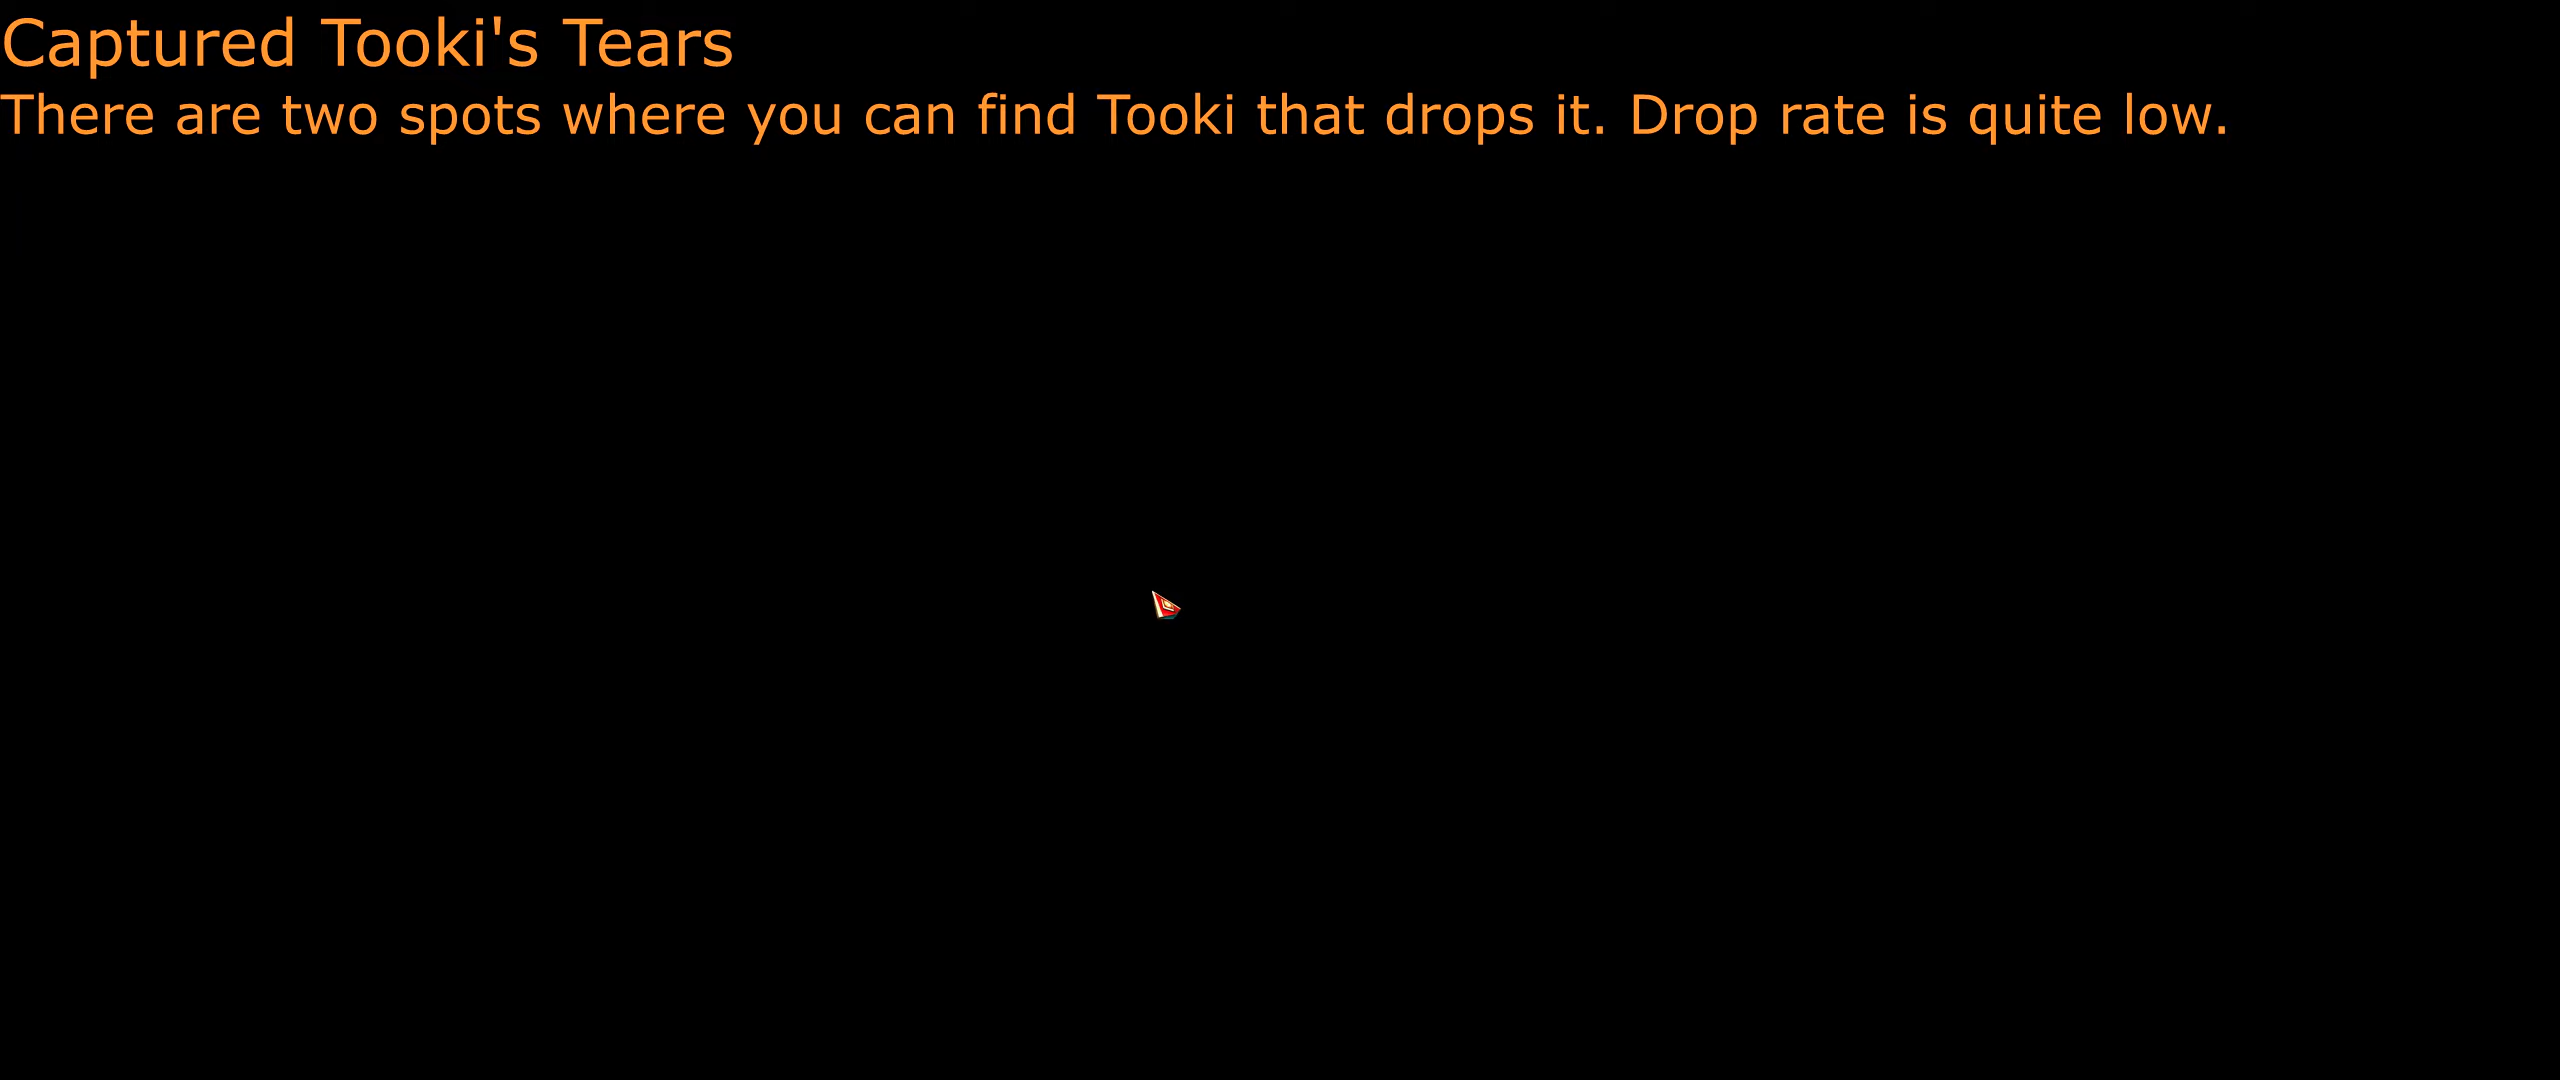 Captured Tooki's Tears
There are two spots where you can find Tooki that drops it. Drop rate is quite low.